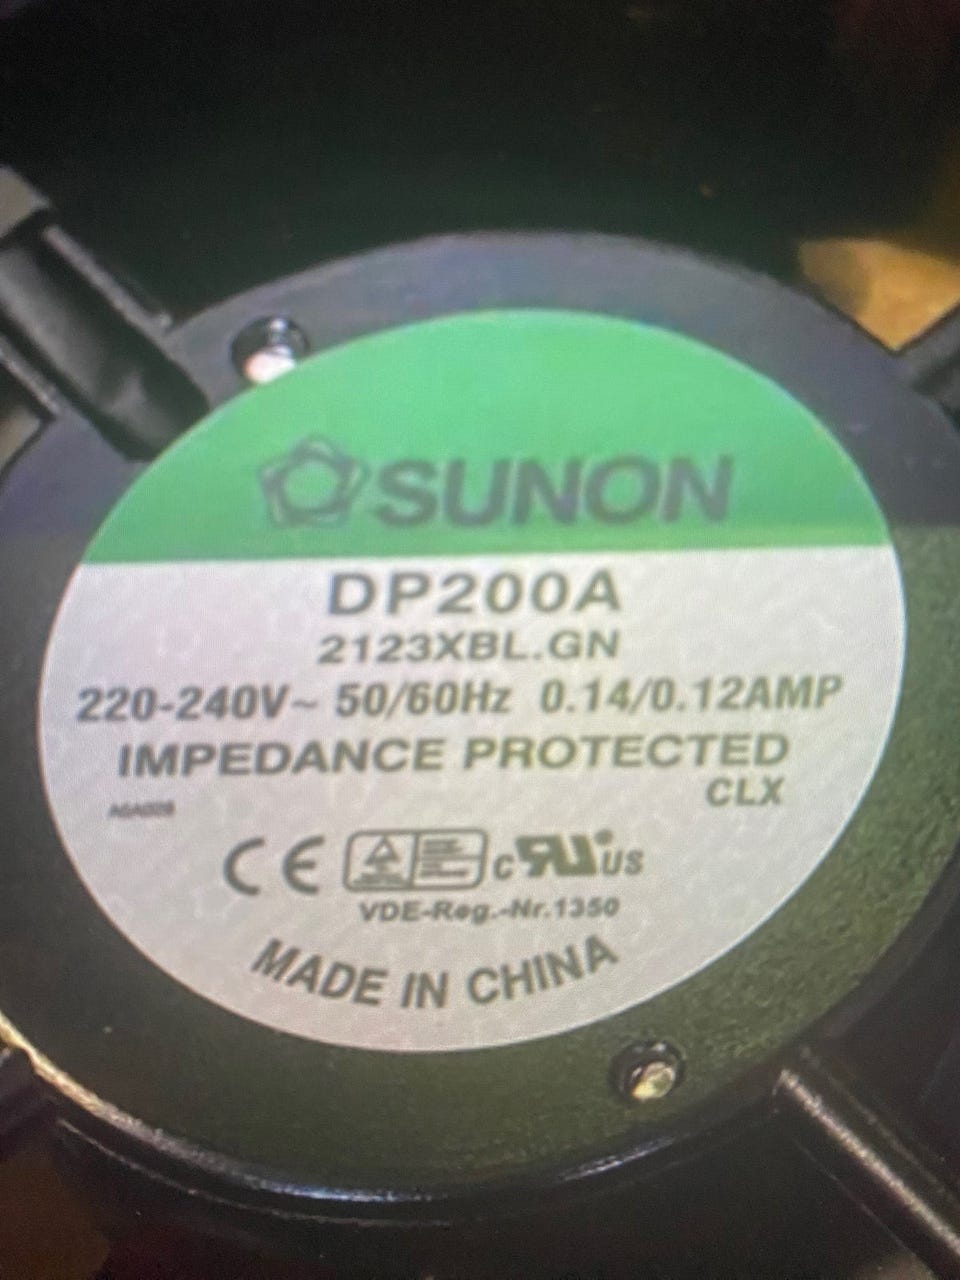 SUNON
DP200A
2123XBL.GN
220-240V~ 50/60Hz 0.14/0.12AMP
IMPEDANCE PROTECTED
CLX
CE c RU US
VDE-Reg.-Nr.1350
MADE IN CHINA